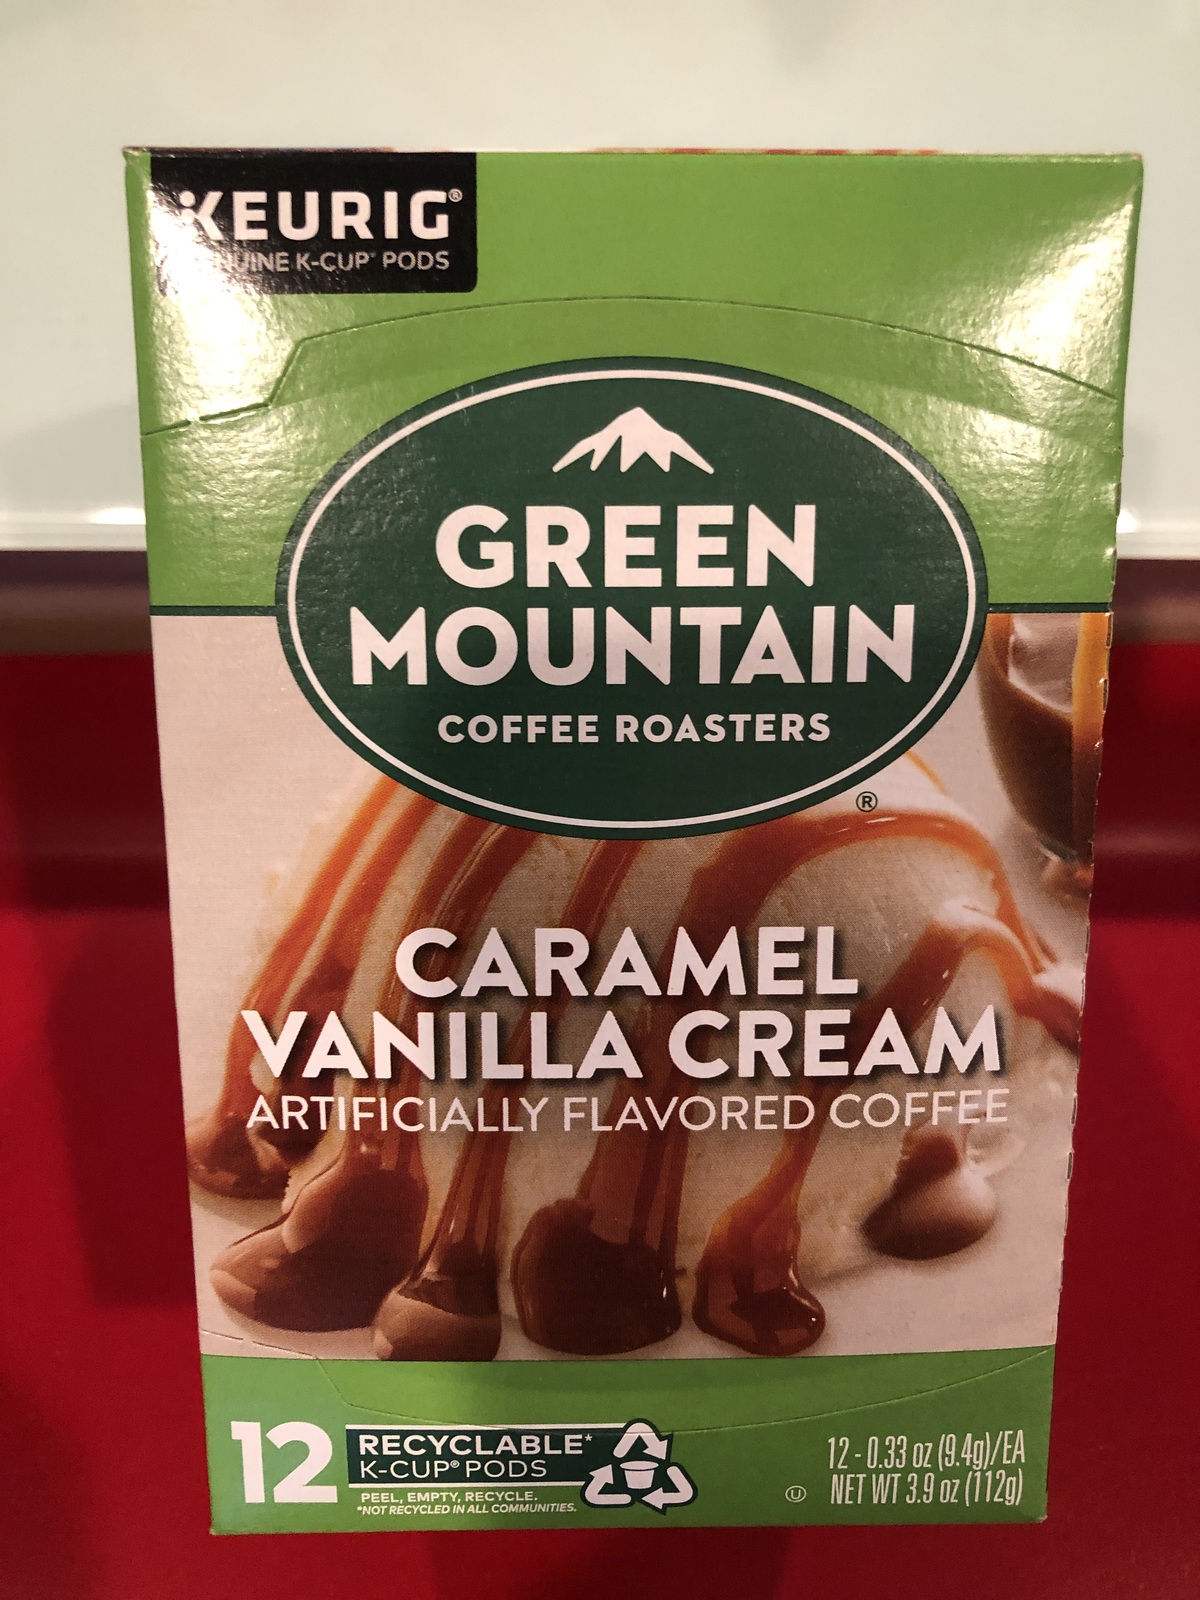 KEURIG®
K-CUP® PODS
GREEN
MOUNTAIN
COFFEE ROASTERS
®
CARAMEL
VANILLA CREAM
ARTIFICIALLY FLAVORED COFFEE
12 RECYCLABLE*
K-CUP® PODS
PEEL, EMPTY, RECYCLE.
*NOT RECYCLED IN ALL COMMUNITIES.
U
12 - 0.33 oz (9.4g)/EA
NET WT 3.9 oz (112g)